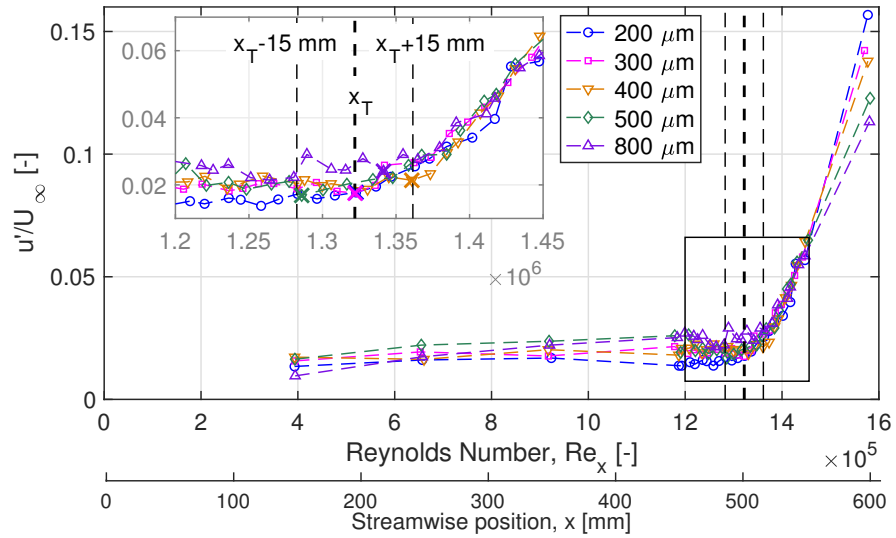 0.15
0.1
0.05
0
u'/U∞ [-]
0.06
0.04
0.02
x_T-15 mm
x_T+15 mm
x_T
1.2
1.25
1.3
1.35
1.4
1.45
× 10^6
200 μm
300 μm
400 μm
500 μm
800 μm
0
2
4
6
8
10
12
14
16
Reynolds Number, Re_x [-]
× 10^5
0
100
200
300
400
500
600
Streamwise position, x [mm]